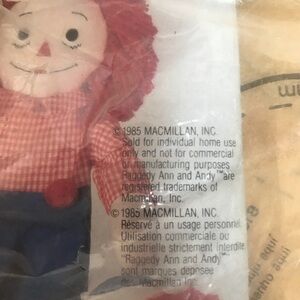 © 1985 MACMILLAN, INC.
Sold for individual home use
only and not for commercial
or manufacturing purposes
"Raggedy Ann and Andy" are
registered trademarks of
Macmillan, Inc.
© 1985 MACMILLAN, INC.
Réservé à un usage personnel
Utilisation commerciale ou
industrielle strictement interdite
"Raggedy Ann and Andy"
sont marques déposées
de Macmillan Inc.